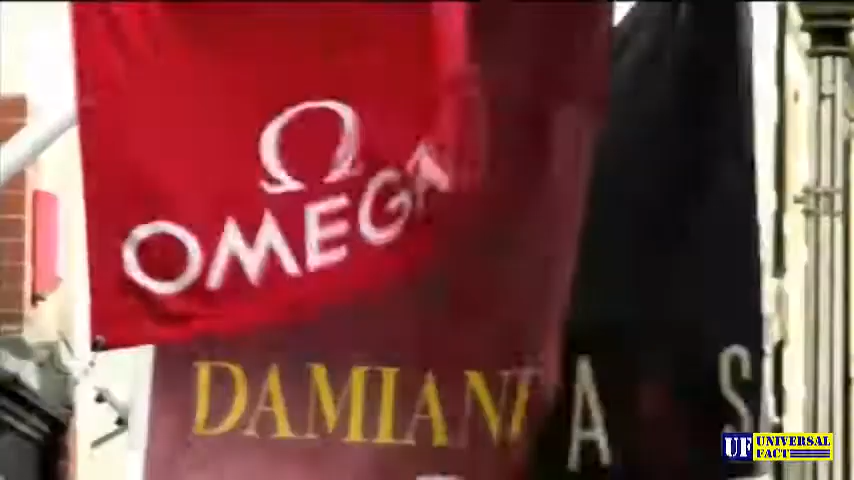 Ω
OMEGA
DAMIANI
UF UNIVERSAL
FACT